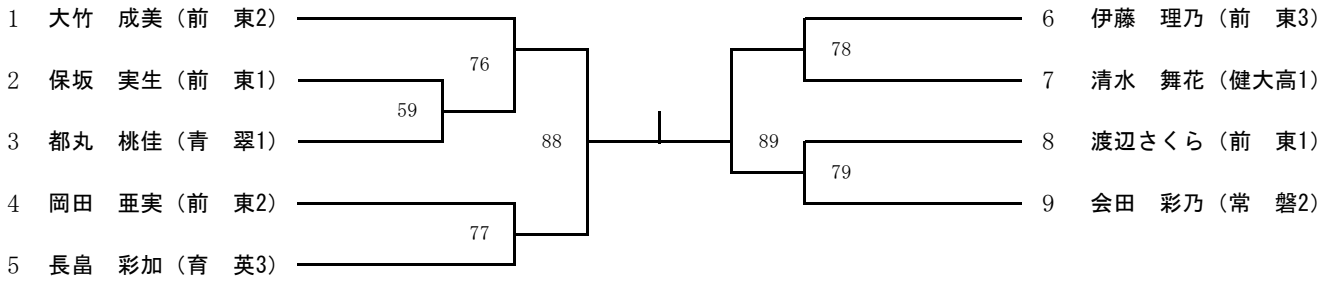 1 大竹 成美（前 東2）
2 保坂 実生（前 東1）
3 都丸 桃佳（青 翠1）
4 岡田 亜実（前 東2）
5 長畠 彩加（育 英3）
76
59
88
77
6 伊藤 理乃（前 東3）
7 清水 舞花（健大高1）
8 渡辺さくら（前 東1）
9 会田 彩乃（常 磐2）
78
89
79